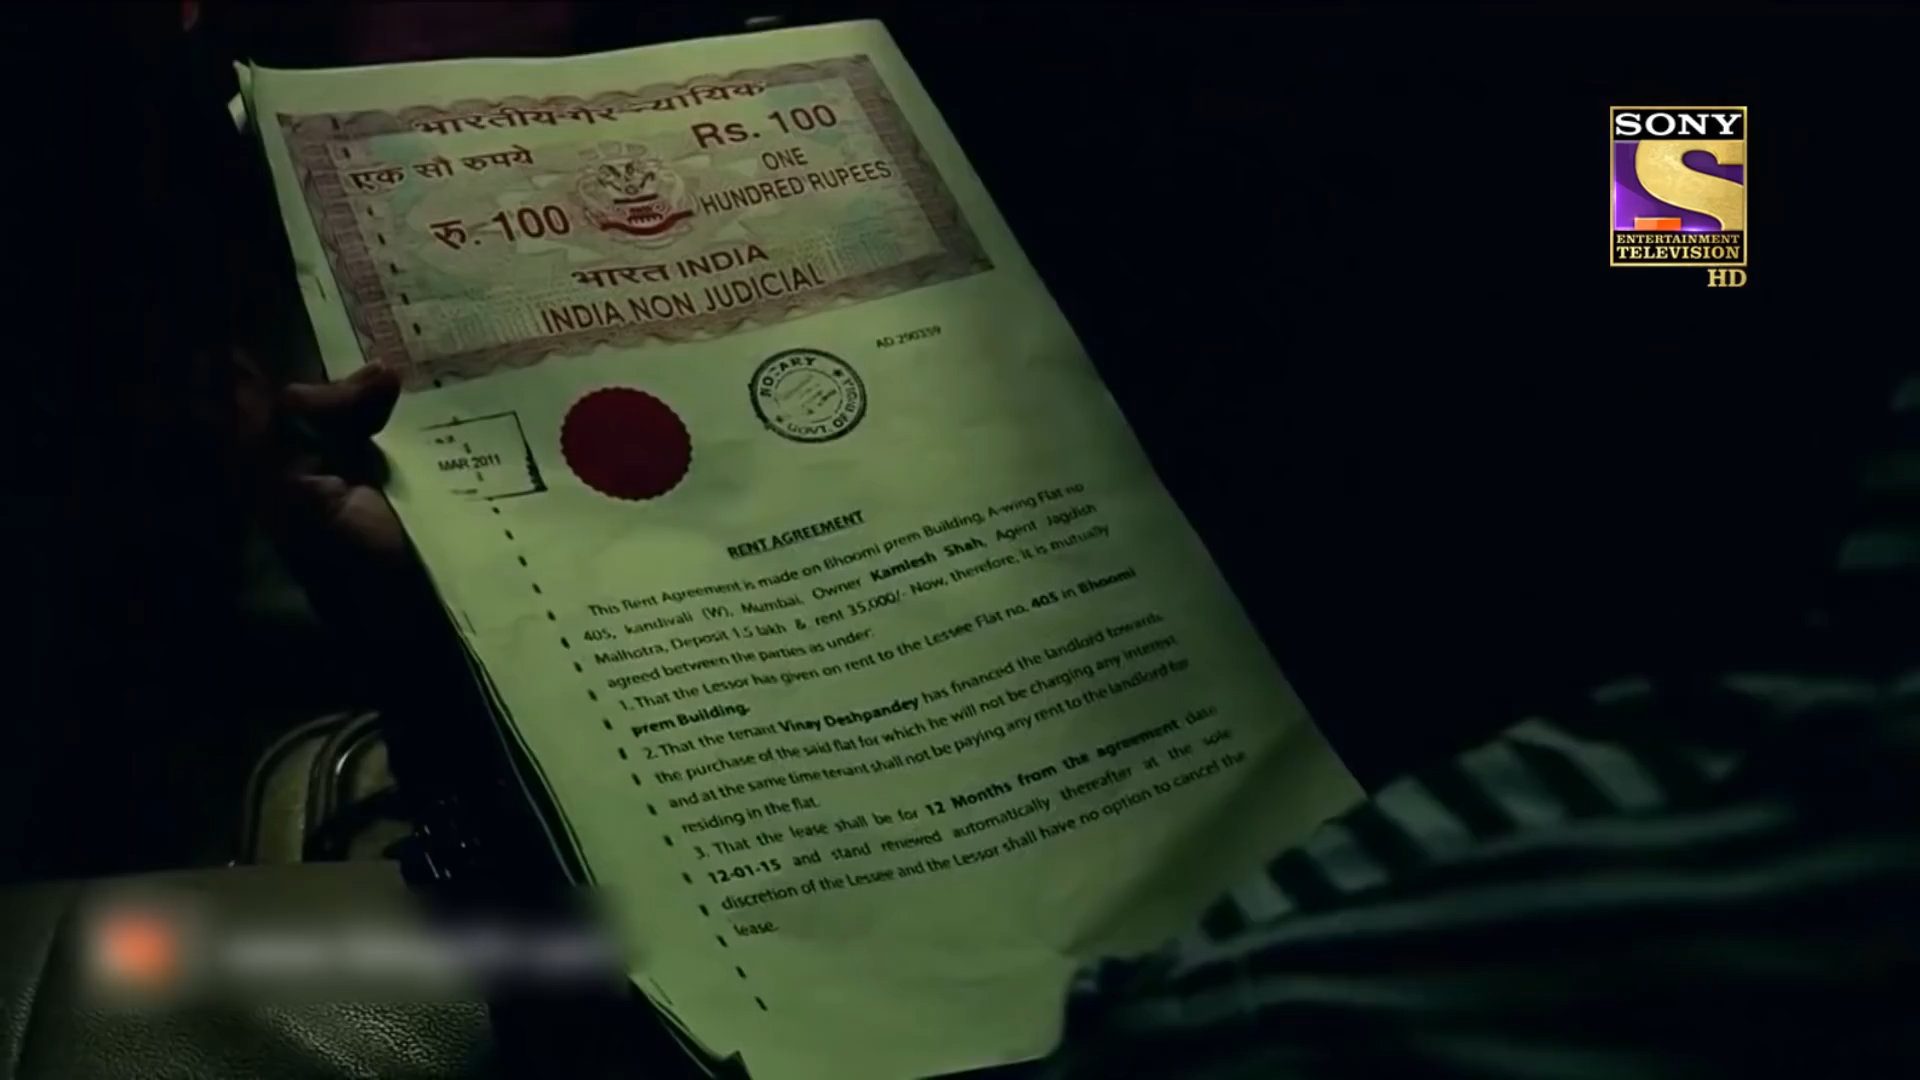 भारतीय गैर न्यायिक
एक सौ रुपये
Rs. 100
रु. 100
ONE
HUNDRED RUPEES
भारत INDIA
INDIA NON JUDICIAL
MAR 2011
NOTARY
GOVT. OF INDIA
RENT AGREEMENT
This Rent Agreement is made on Bhoomi prem Building, A-wing Flat no
405, kandivali (W), Mumbai, Owner Kamlesh Shah, Agent Jagdish
Malhotra, Deposit 1.5 lakh & rent 35,000/- Now, therefore, it is mutually
agreed between the parties as under:
1. That the Lessor has given on rent to the Lessee Flat no. 405 in Bhoomi
prem Building.
2. That the tenant Vinay Deshpandey has financed the landlord towards
the purchase of the said flat for which he will not be charging any interest
and at the same time tenant shall not be paying any rent to the landlord for
residing in the flat.
3. That the lease shall be for 12 Months from the agreement date
12-01-15 and stand renewed automatically thereafter at the sole
discretion of the Lessee and the Lessor shall have no option to cancel the
lease.
SONY
ENTERTAINMENT
TELEVISION
HD